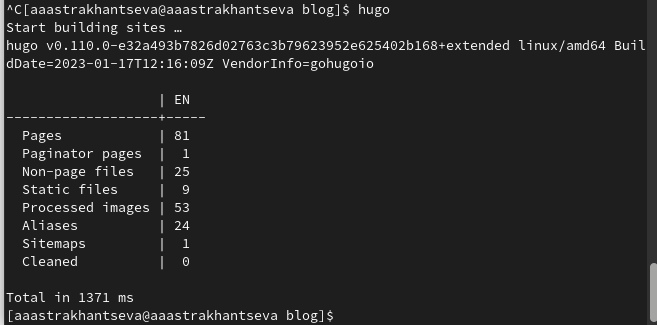 ^C[aaastrakhantseva@aaastrakhantseva blog]$ hugo
Start building sites …
hugo v0.110.0-e32a493b7826d02763c3b79623952e625402b168+extended linux/amd64 Buil
dDate=2023-01-17T12:16:09Z VendorInfo=gohugoio
                   | EN
-------------------+-----
  Pages            | 81
  Paginator pages  |  1
  Non-page files   | 25
  Static files     |  9
  Processed images | 53
  Aliases          | 24
  Sitemaps         |  1
  Cleaned          |  0
Total in 1371 ms
[aaastrakhantseva@aaastrakhantseva blog]$